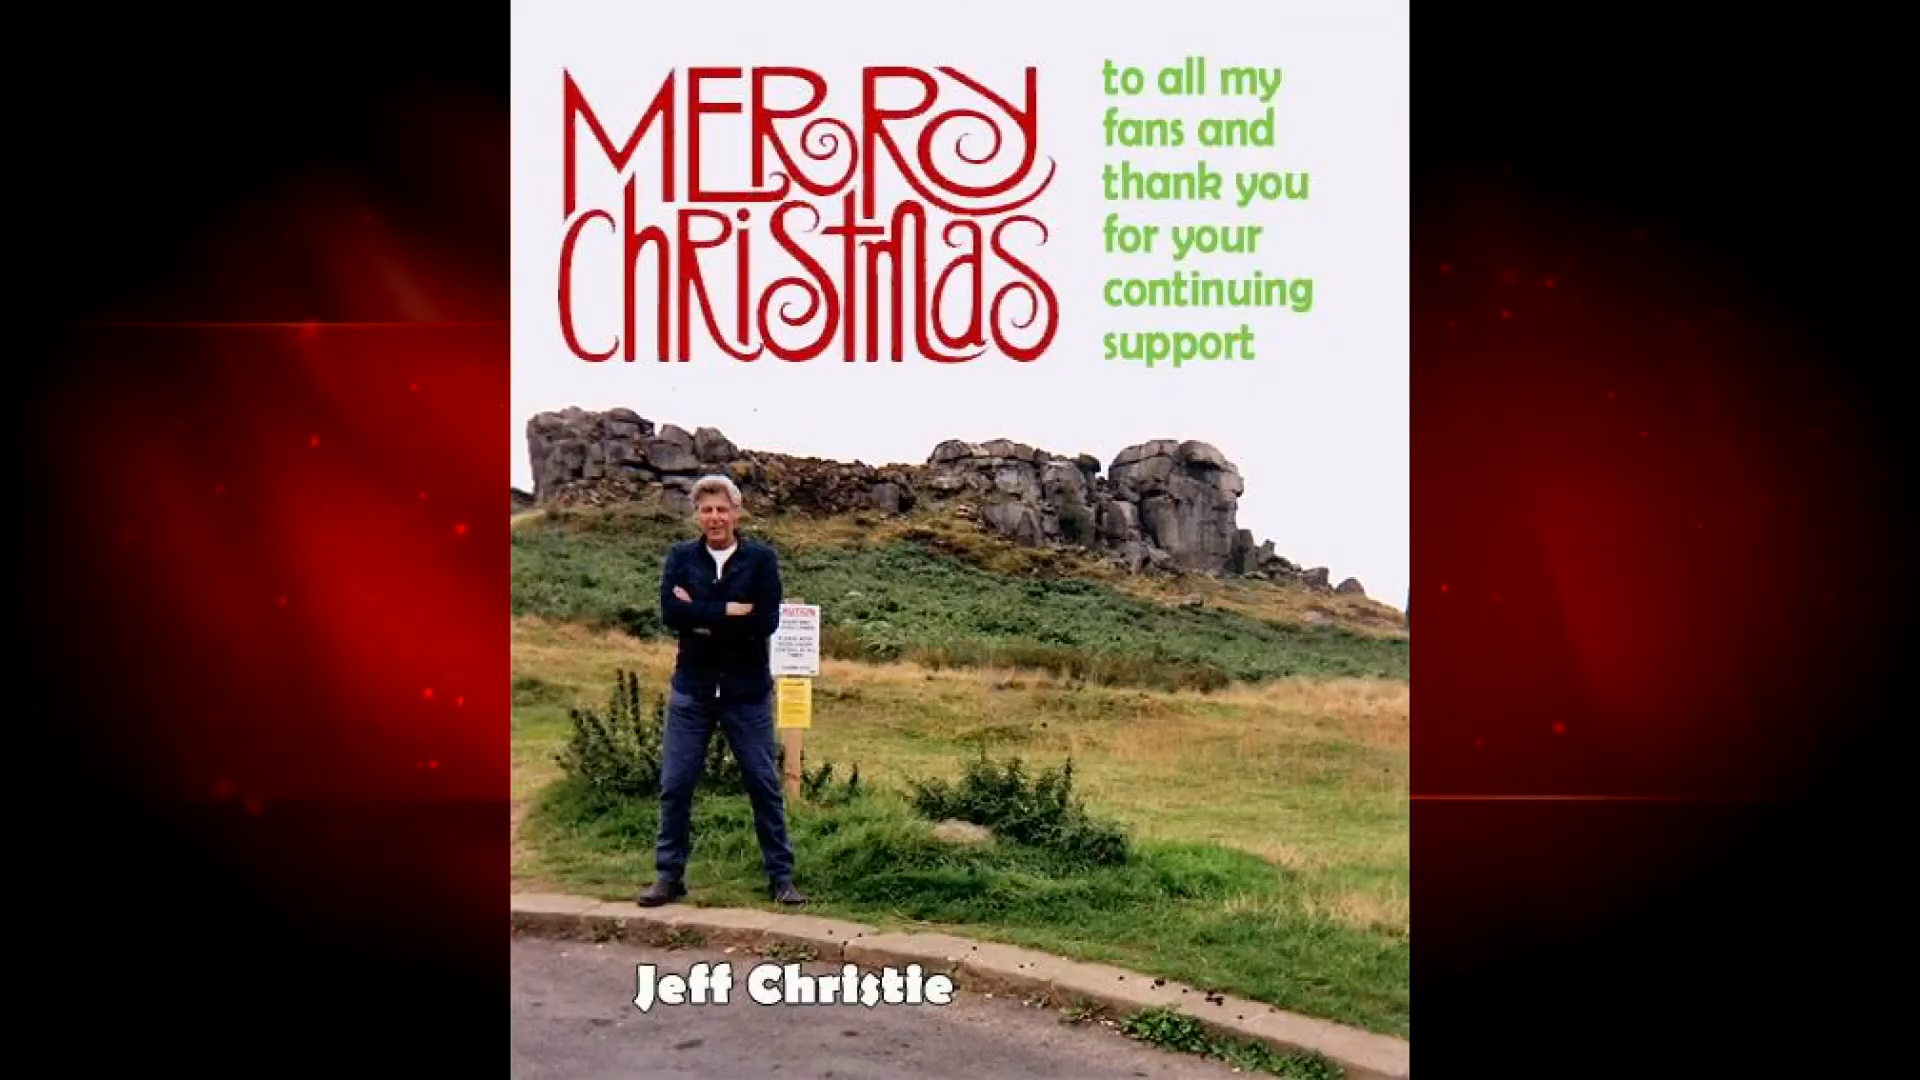 MERRY
christmas
to all my
fans and
thank you
for your
continuing
support
Jeff Christie